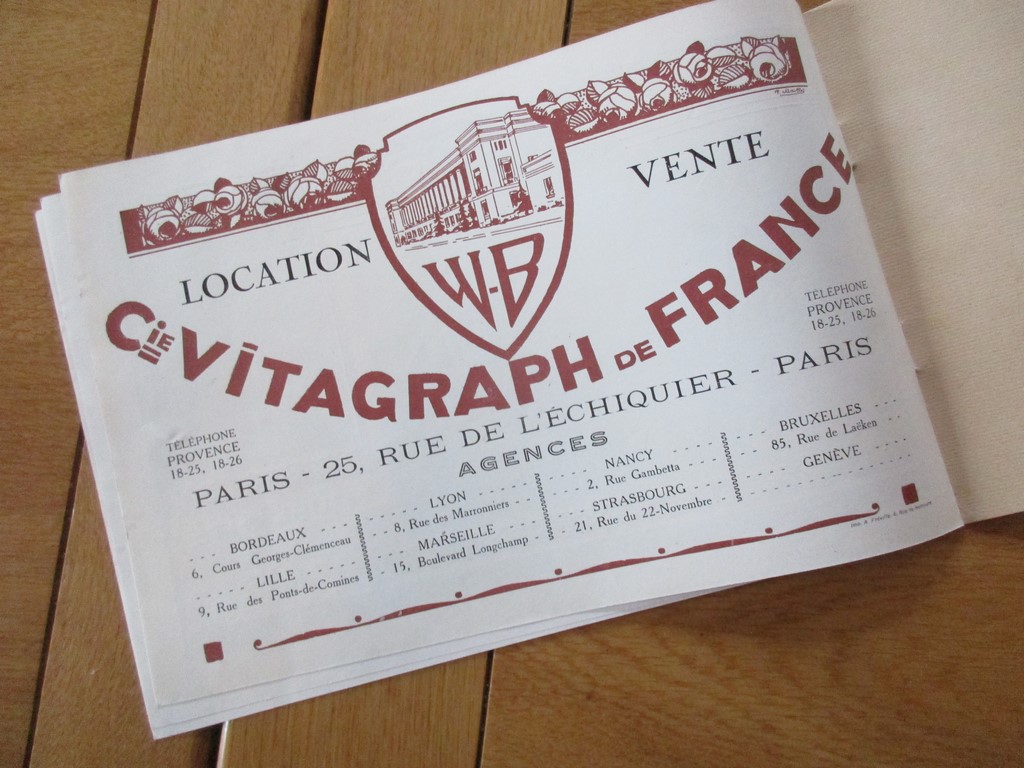 LOCATION
VENTE
W-B
Cie VITAGRAPH DE FRANCE
TÉLÉPHONE
PROVENCE
18-25, 18-26
TÉLÉPHONE
PROVENCE
18-25, 18-26
PARIS - 25, RUE DE L'ÉCHIQUIER - PARIS
AGENCES
BORDEAUX
6, Cours Georges-Clémenceau
LILLE
9, Rue des Ponts-de-Comines
LYON
8, Rue des Marronniers
MARSEILLE
15, Boulevard Longchamp
NANCY
2, Rue Gambetta
STRASBOURG
21, Rue du 22-Novembre
BRUXELLES
85, Rue de Laëken
GENÈVE